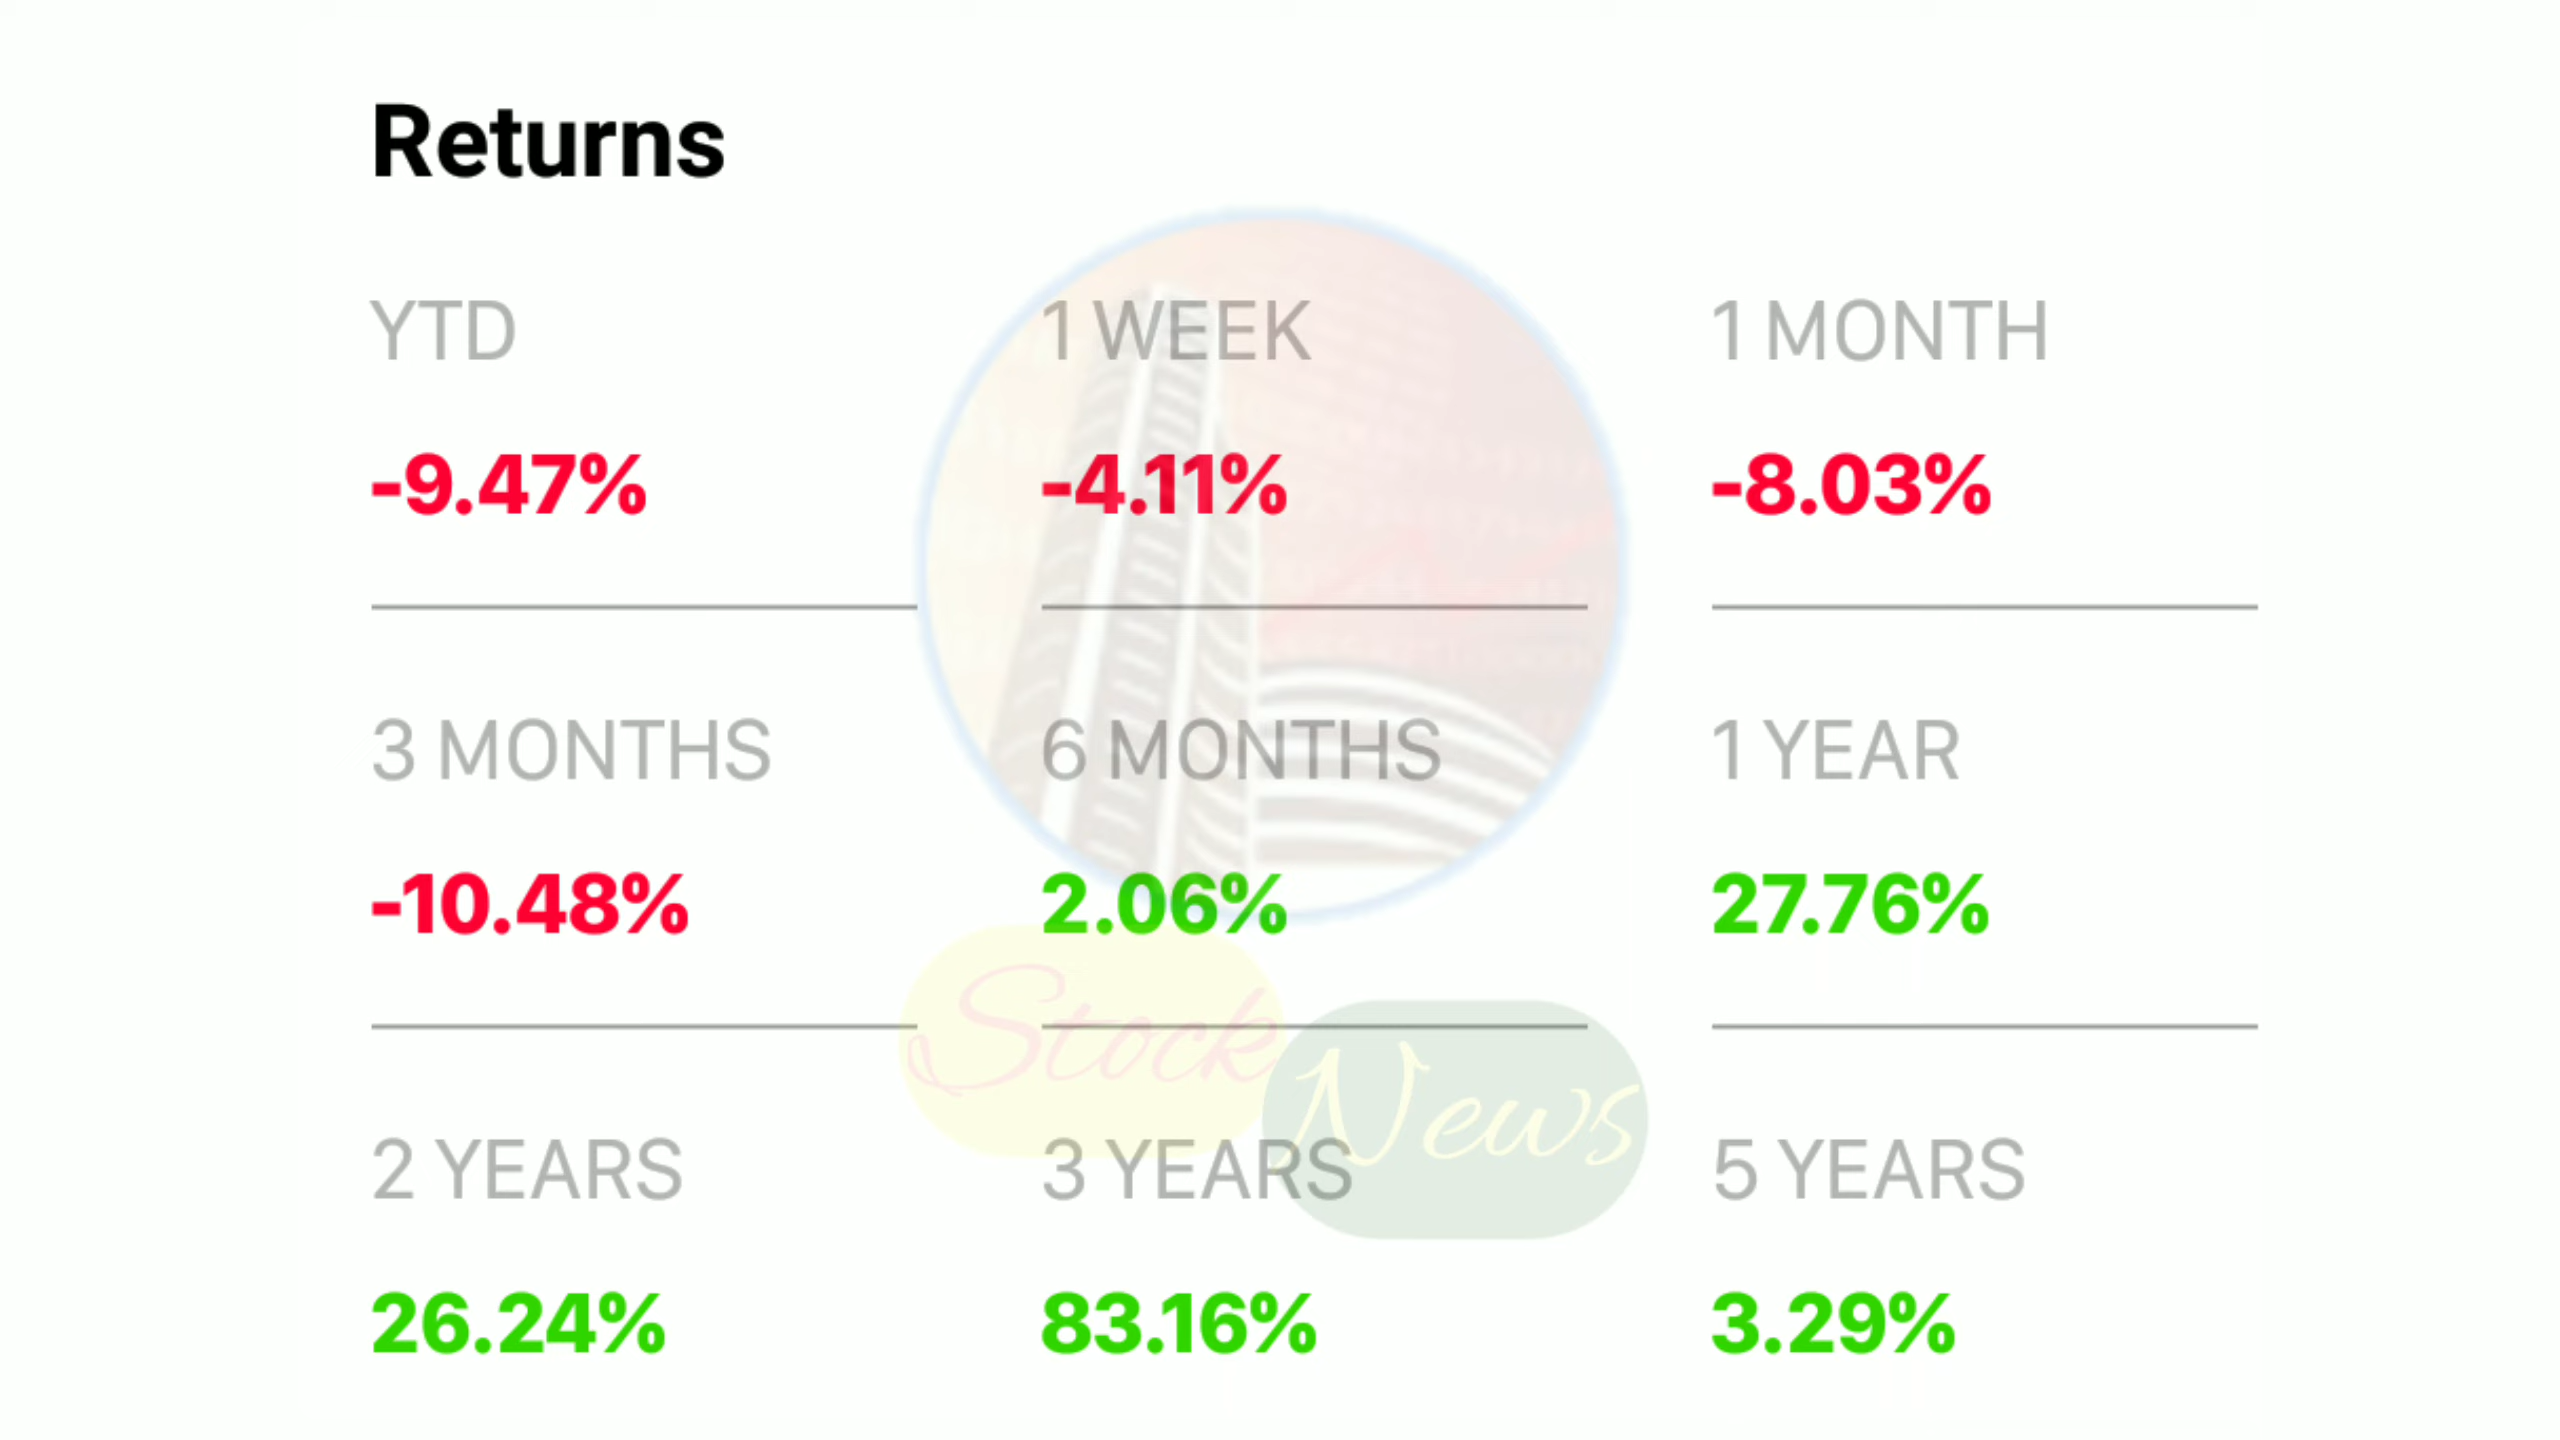 Returns
YTD 1 WEEK 1 MONTH
-9.47% -4.11% -8.03%
3 MONTHS 6 MONTHS 1 YEAR
-10.48% 2.06% 27.76%
Stock
News
2 YEARS 3 YEARS 5 YEARS
26.24% 83.16% 3.29%